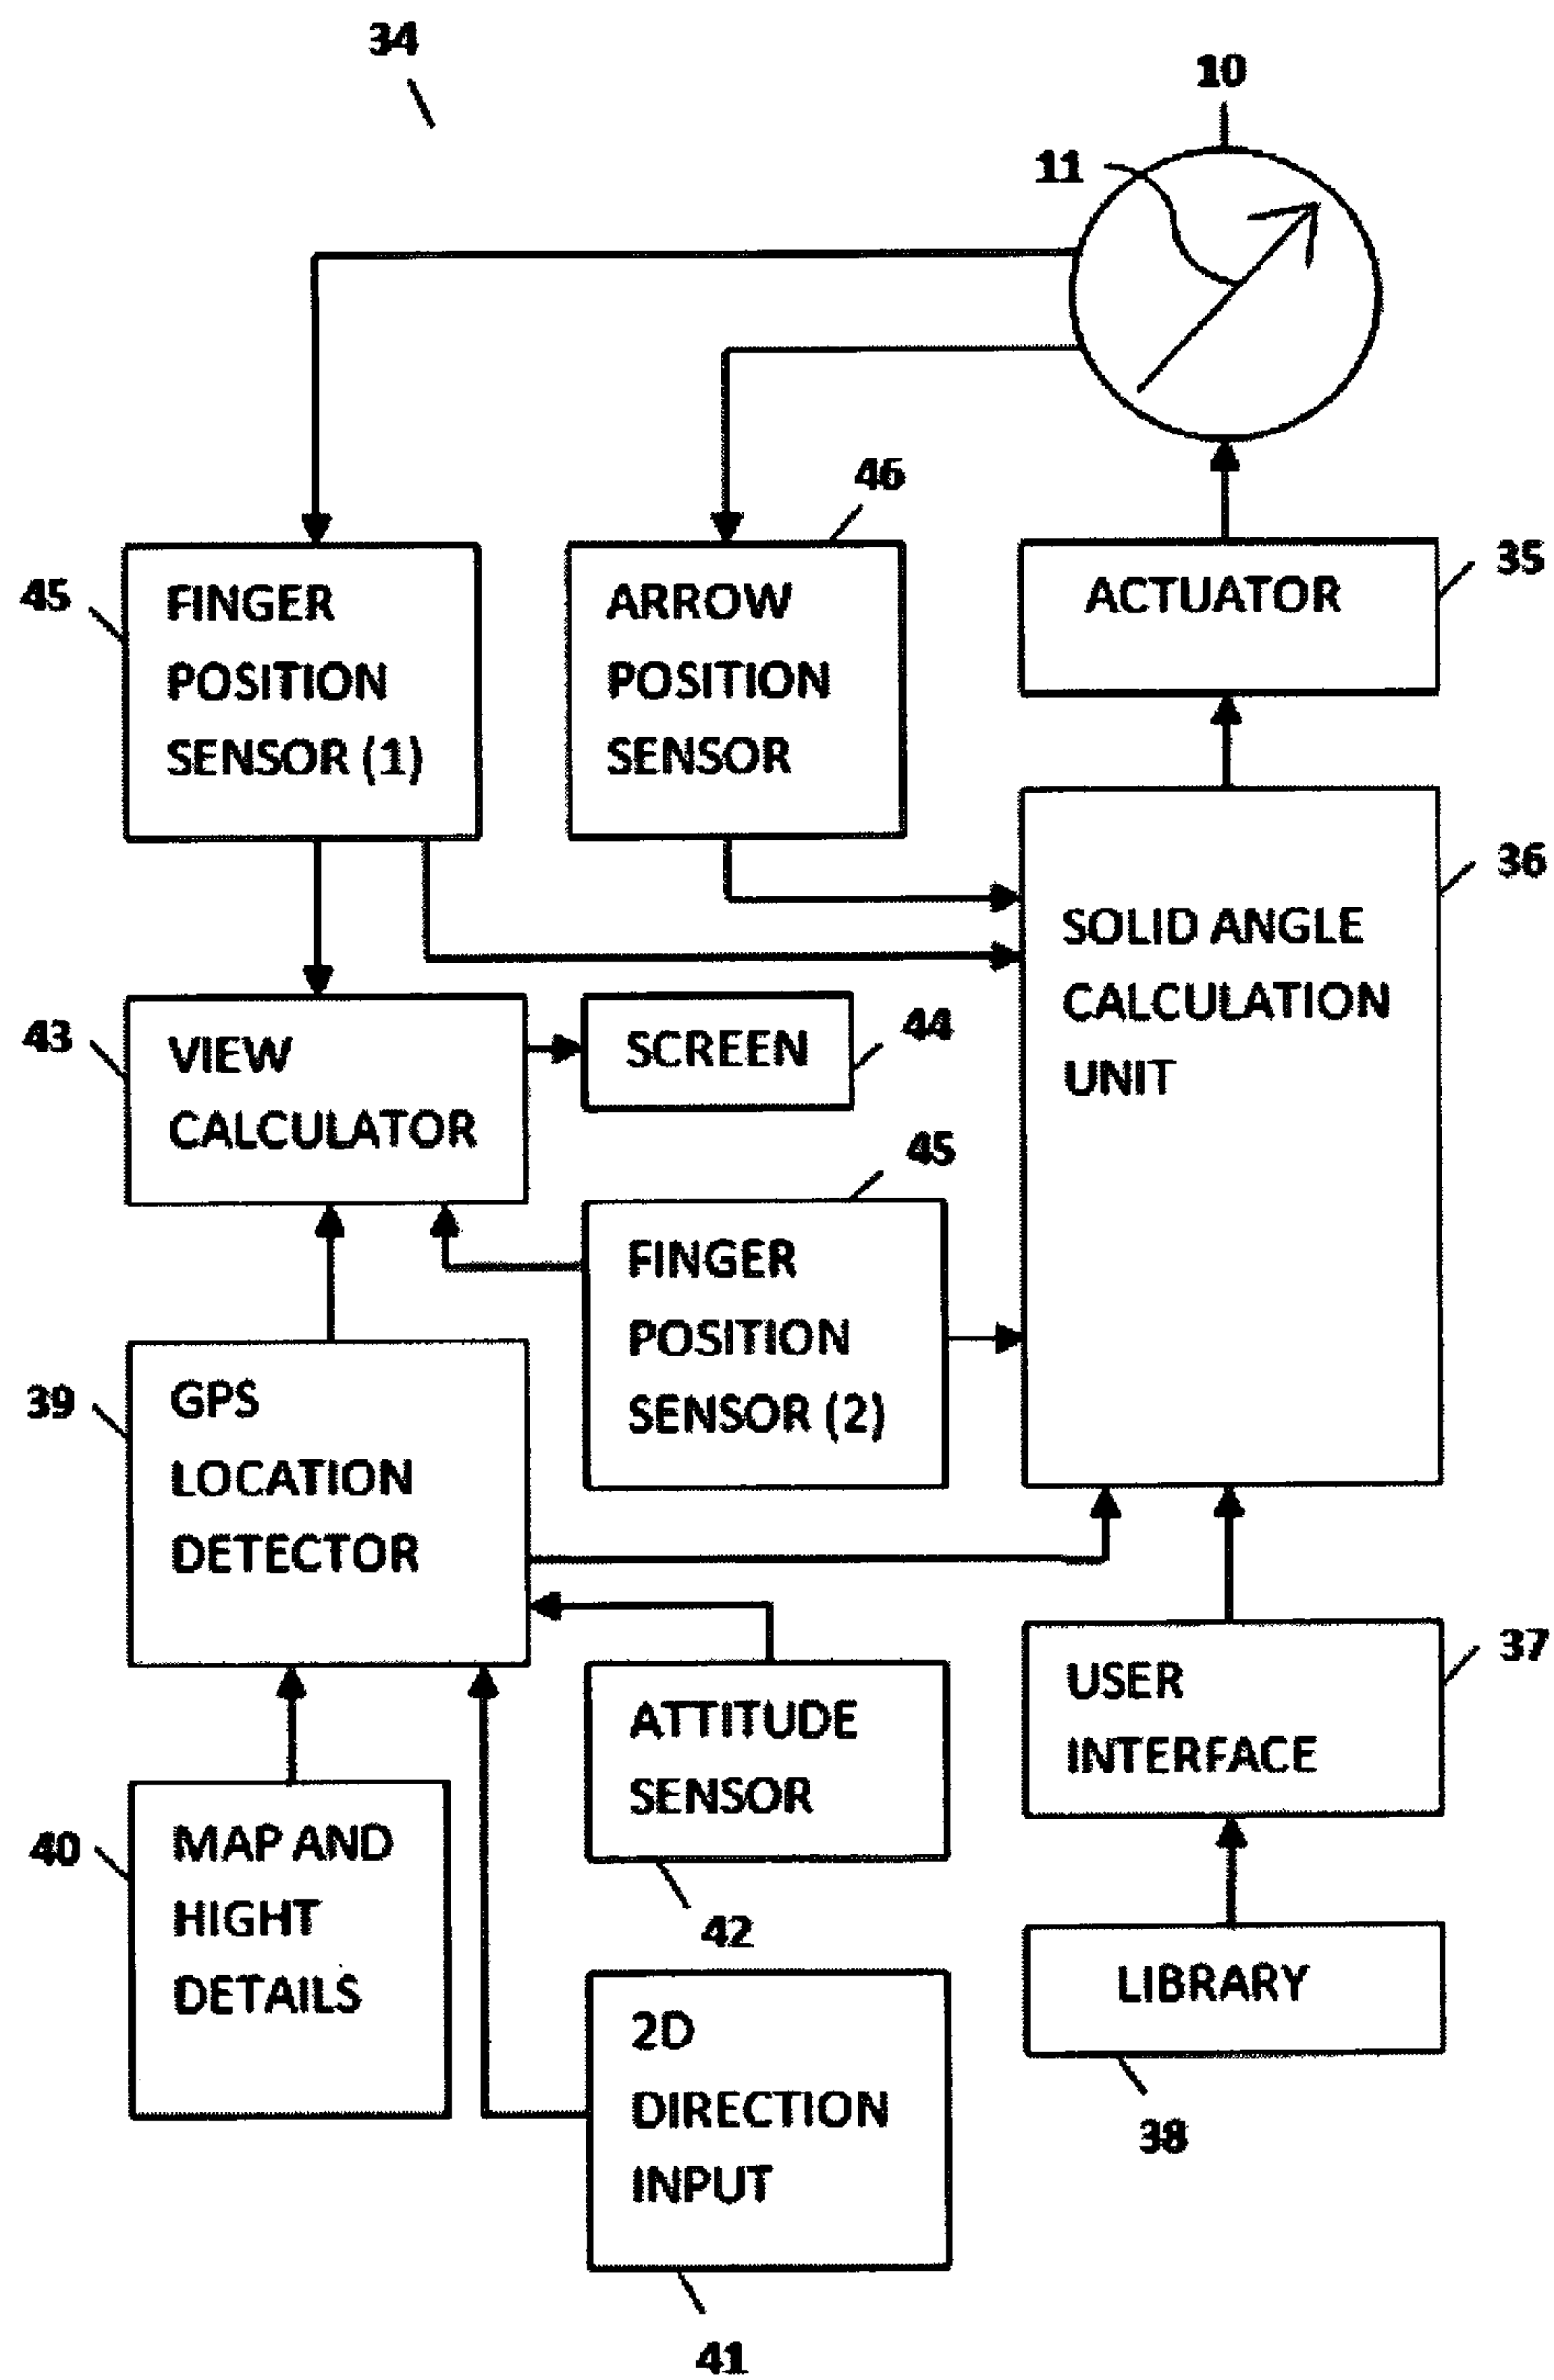 34
10
11
46
45
FINGER
POSITION
SENSOR (1)
ARROW
POSITION
SENSOR
ACTUATOR
35
36
SOLID ANGLE
CALCULATION
UNIT
43
VIEW
CALCULATOR
SCREEN
44
45
FINGER
POSITION
SENSOR (2)
39
GPS
LOCATION
DETECTOR
37
USER
INTERFACE
ATTITUDE
SENSOR
42
40
MAP AND
HIGHT
DETAILS
LIBRARY
38
2D
DIRECTION
INPUT
41